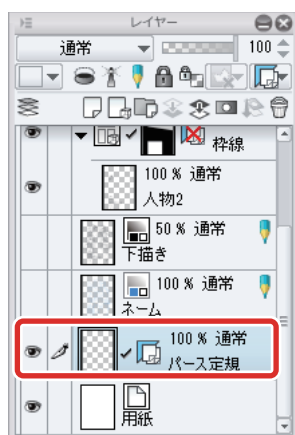 レイヤー
通常
100
枠線
100 % 通常
人物2
50 % 通常
下描き
100 % 通常
ネーム
100 % 通常
パース定規
用紙